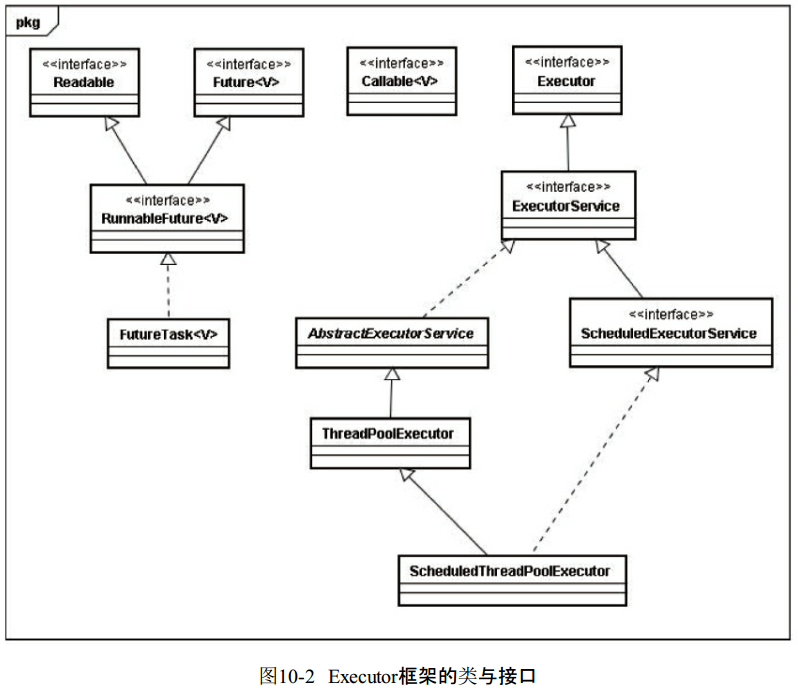 pkg
<<interface>>
Readable
<<interface>>
Future<V>
<<interface>>
Callable<V>
<<interface>>
Executor
<<interface>>
RunnableFuture<V>
<<interface>>
ExecutorService
FutureTask<V>
AbstractExecutorService
<<interface>>
ScheduledExecutorService
ThreadPoolExecutor
ScheduledThreadPoolExecutor
图10-2 Executor框架的类与接口